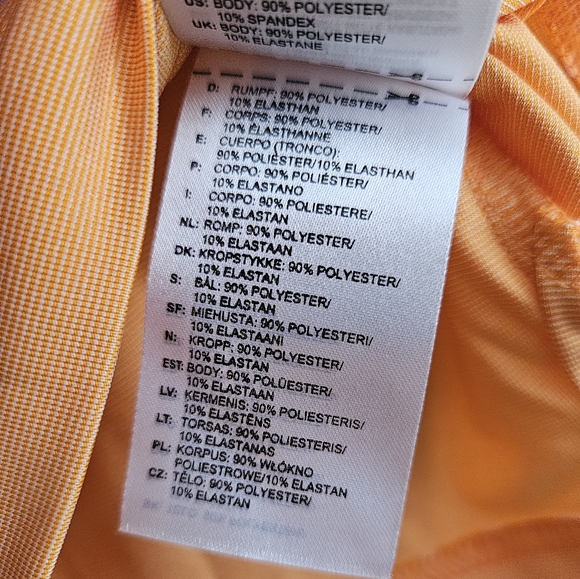 US: BODY: 90% POLYESTER/
10% SPANDEX
UK: BODY: 90% POLYESTER/
10% ELASTANE
D: RUMPF: 90% POLYESTER/
10% ELASTHAN
F: CORPS: 90% POLYESTER/
10% ÉLASTHANNE
E: CUERPO (TRONCO):
90% POLIÉSTER/10% ELASTHAN
P: CORPO: 90% POLIÉSTER/
10% ELASTANO
I: CORPO: 90% POLIESTERE/
10% ELASTAN
NL: ROMP: 90% POLYESTER/
10% ELASTAAN
DK: KROPSTYKKE: 90% POLYESTER/
10% ELASTAN
S: BÅL: 90% POLYESTER/
10% ELASTAN
SF: MIEHUSTA: 90% POLYESTERI/
10% ELASTAANI
N: KROPP: 90% POLYESTER/
10% ELASTAN
EST: BODY: 90% POLÜESTER/
10% ELASTAAN
LV: ĶERMENIS: 90% POLIESTERIS/
10% ELASTĒNS
LT: TORSAS: 90% POLIESTERIS/
10% ELASTANAS
PL: KORPUS: 90% WŁÓKNO
POLIESTROWE/10% ELASTAN
CZ: TĚLO: 90% POLYESTER/
10% ELASTAN